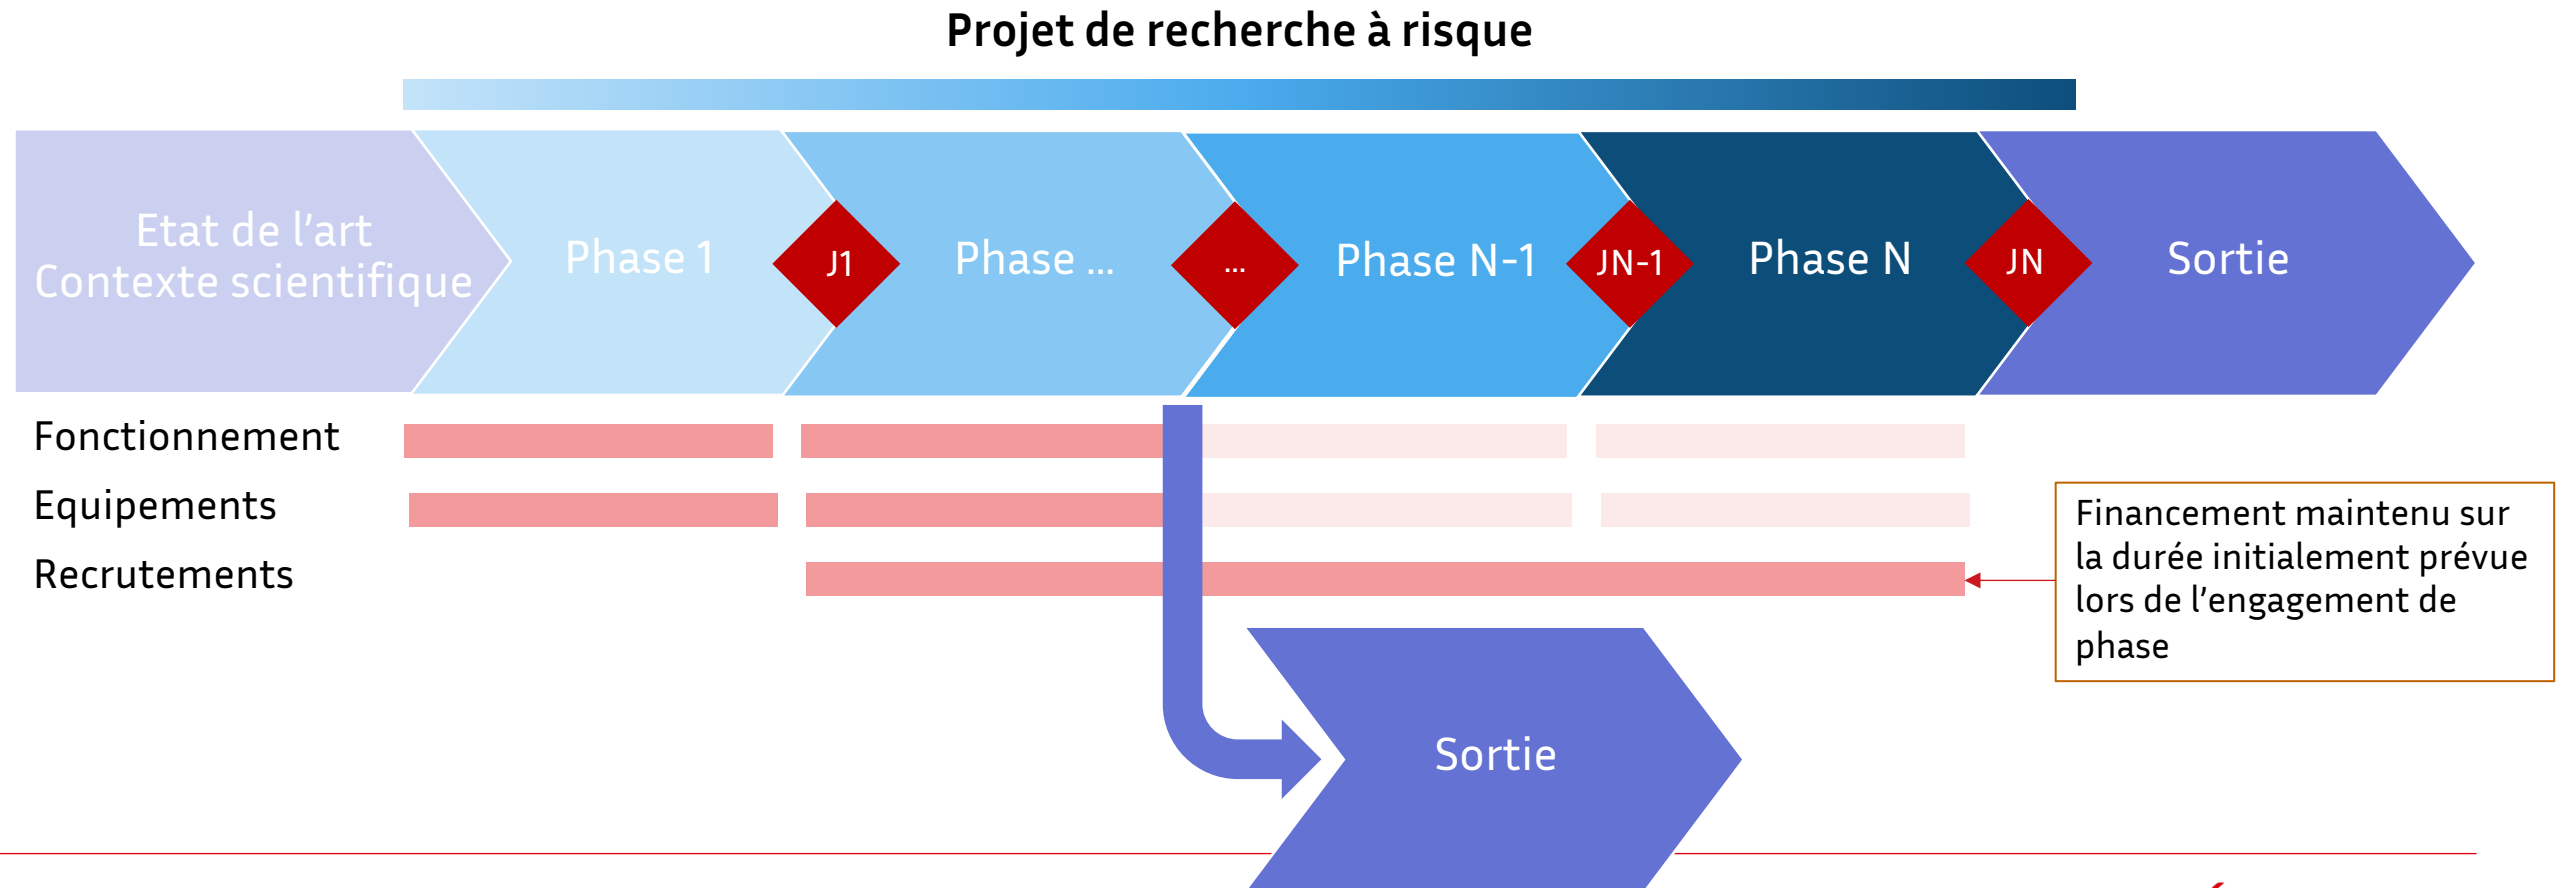 Projet de recherche à risque
Etat de l’art
Contexte scientifique
Phase 1
J1
Phase ...
...
Phase N-1
JN-1
Phase N
JN
Sortie
Fonctionnement
Equipements
Recrutements
Financement maintenu sur
la durée initialement prévue
lors de l’engagement de
phase
Sortie